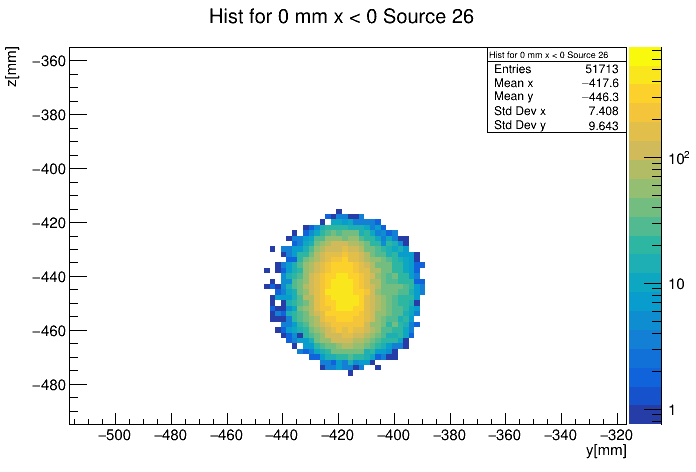 Hist for 0 mm x < 0 Source 26
z[mm]
−360
−380
−400
−420
−440
−460
−480
Hist for 0 mm x < 0 Source 26
Entries 51713
Mean x −417.6
Mean y −446.3
Std Dev x 7.408
Std Dev y 9.643
10²
10
1
−500 −480 −460 −440 −420 −400 −380 −360 −340 −320
y[mm]